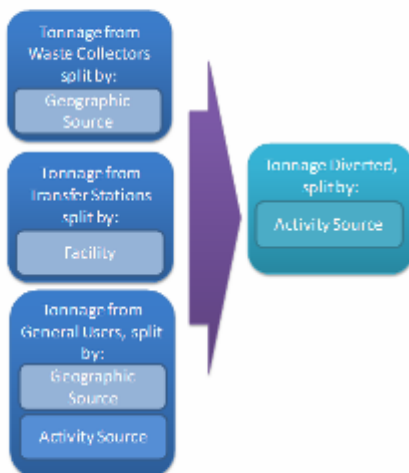 Tonnage from
Waste Collectors
split by:
Geographic
Source
Tonnage from
Transfer Stations
split by:
Facility
Tonnage from
General Users, split
by:
Geographic
Source
Activity Source
Tonnage Diverted,
split by:
Activity Source